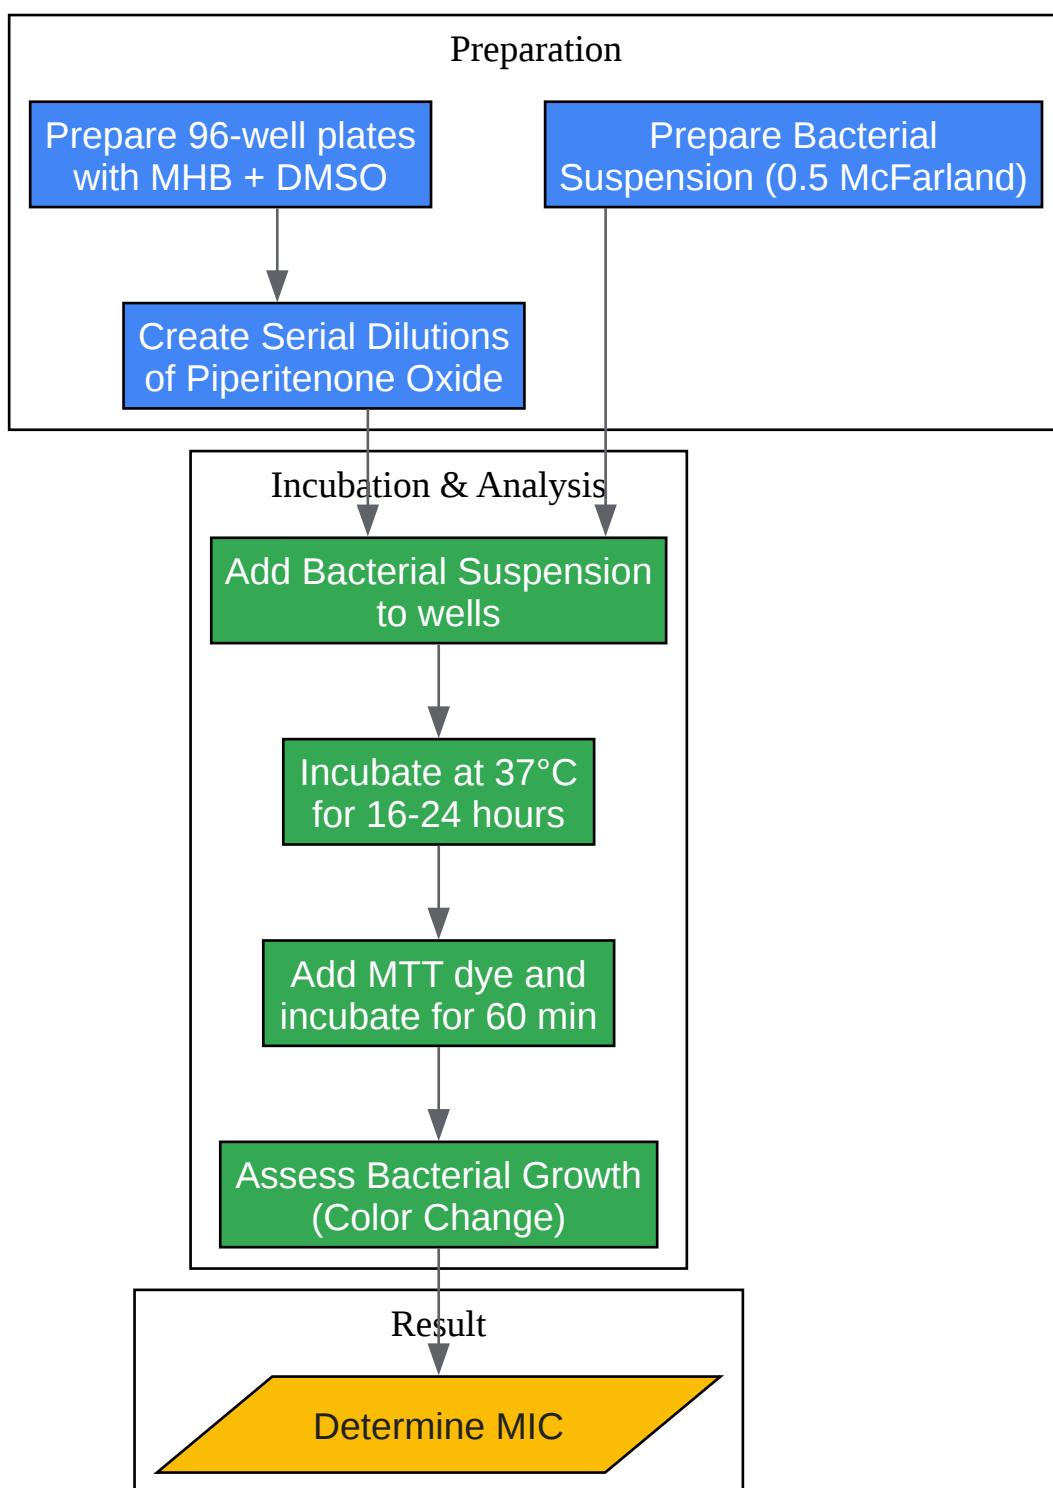 Preparation
Prepare 96-well plates
with MHB + DMSO
Prepare Bacterial
Suspension (0.5 McFarland)
Create Serial Dilutions
of Piperitenone Oxide
Incubation & Analysis
Add Bacterial Suspension
to wells
Incubate at 37°C
for 16-24 hours
Add MTT dye and
incubate for 60 min
Assess Bacterial Growth
(Color Change)
Result
Determine MIC